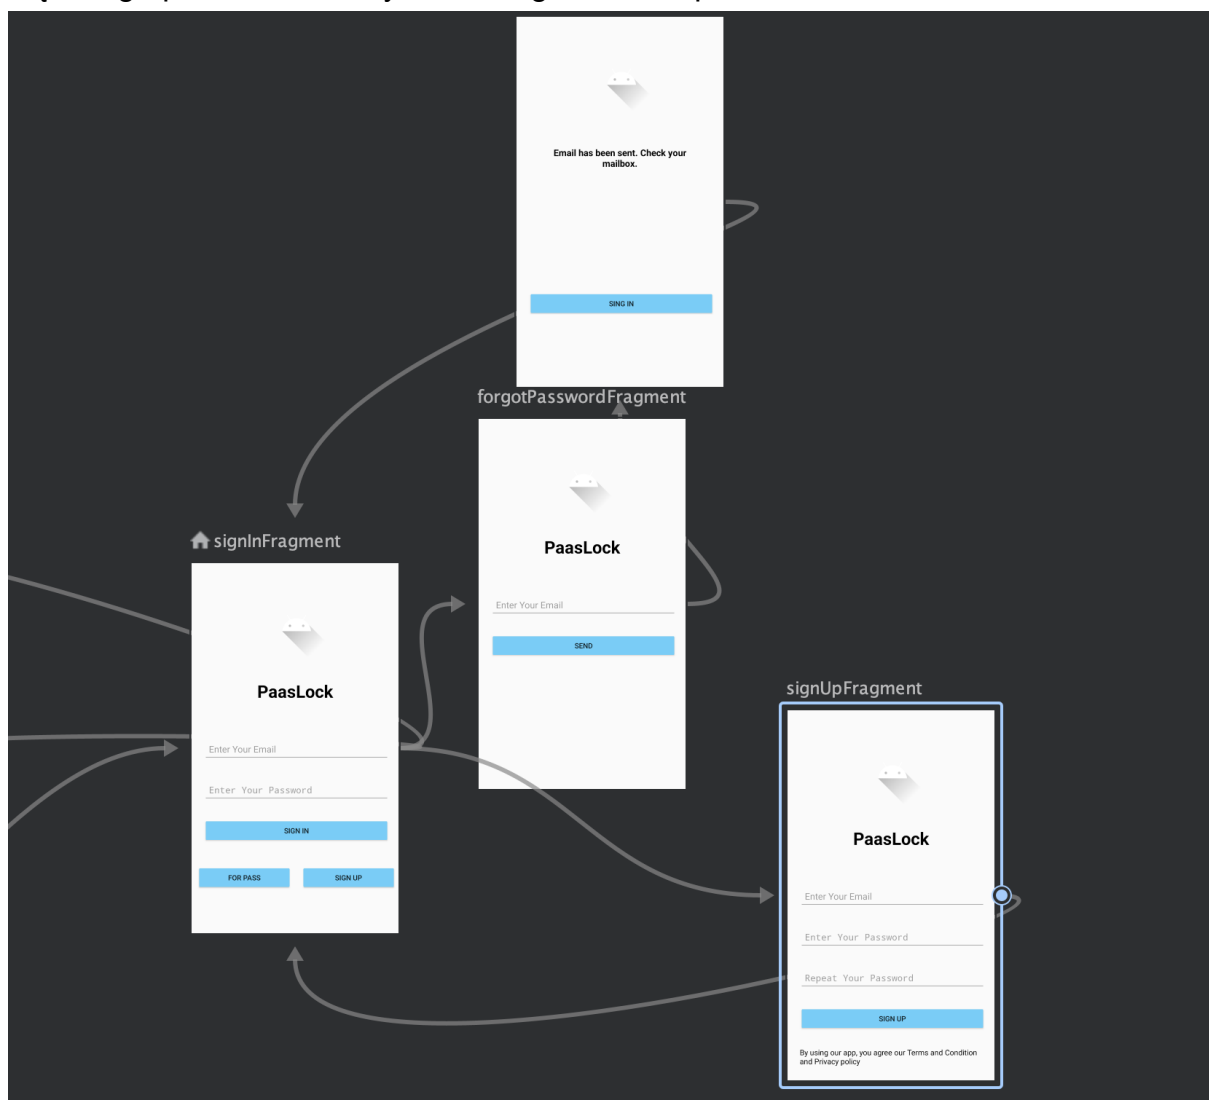 Email has been sent. Check your
mailbox.
SING IN
forgotPasswordFragment
PaasLock
Enter Your Email
SEND
signInFragment
PaasLock
Enter Your Email
Enter Your Password
SIGN IN
FOR PASS
SIGN UP
signUpFragment
PaasLock
Enter Your Email
Enter Your Password
Repeat Your Password
SIGN UP
By using our app, you agree our Terms and Condition
and Privacy policy